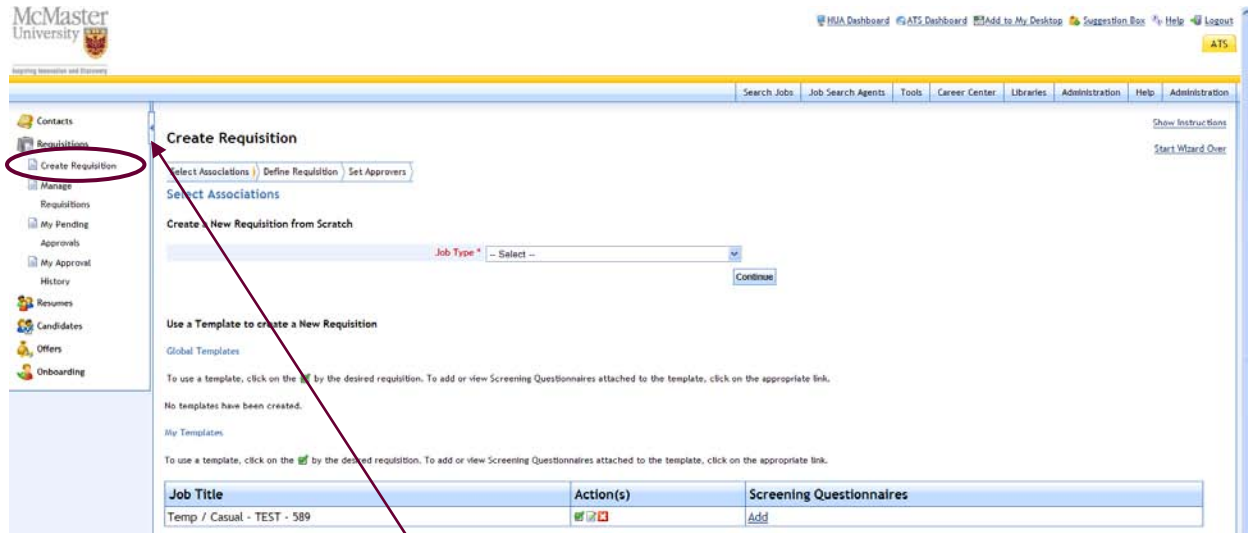 McMaster
University
Inspiring Innovation and Discovery
HUA Dashboard ATS Dashboard Add to My Desktop Suggestion Box Help Logout
ATS
Search Jobs Job Search Agents Tools Career Center Libraries Administration Help Administration
Contacts
Requisitions
Create Requisition
Manage
Requisitions
My Pending
Approvals
My Approval
History
Resumes
Candidates
Offers
Onboarding
Show Instructions
Start Wizard Over
Create Requisition
Select Associations Define Requisition Set Approvers
Select Associations
Create a New Requisition from Scratch
Job Type * -- Select --
Continue
Use a Template to create a New Requisition
Global Templates
To use a template, click on the by the desired requisition. To add or view Screening Questionnaires attached to the template, click on the appropriate link.
No templates have been created.
My Templates
To use a template, click on the by the desired requisition. To add or view Screening Questionnaires attached to the template, click on the appropriate link.
Job Title Action(s) Screening Questionnaires
Temp / Casual - TEST - 589 Add